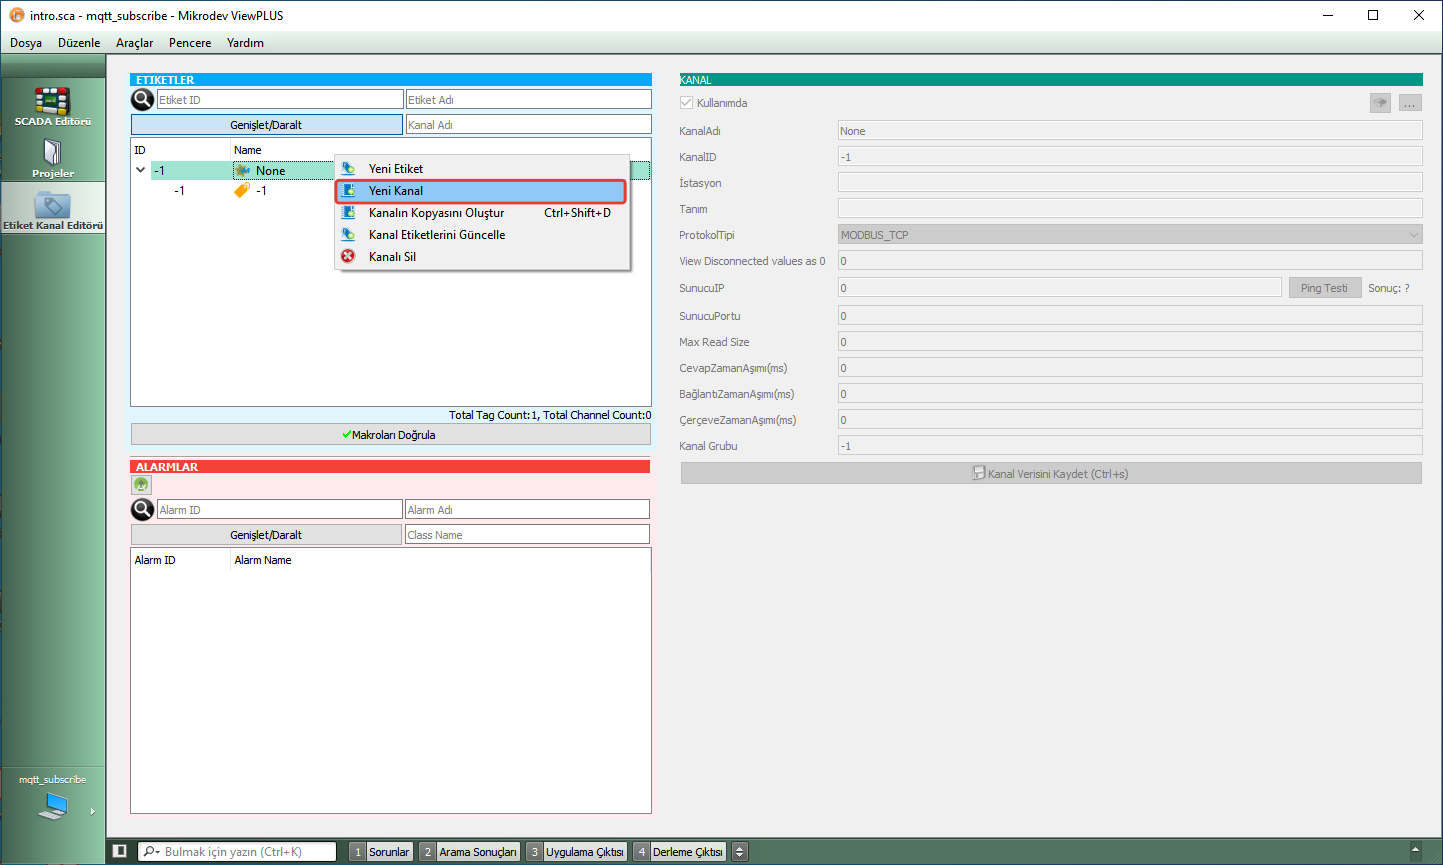 intro.sca - mqtt_subscribe - Mikrodev ViewPLUS
Dosya Düzenle Araçlar Pencere Yardım
SCADA Editörü
Projeler
Etiket Kanal Editörü
mqtt_subscribe
ETIKETLER
Etiket ID Etiket Adı
Genişlet/Daralt Kanal Adı
ID Name
-1 None
-1 -1
Yeni Etiket
Yeni Kanal
Kanalın Kopyasını Oluştur Ctrl+Shift+D
Kanal Etiketlerini Güncelle
Kanalı Sil
Total Tag Count:1, Total Channel Count:0
Makroları Doğrula
ALARMLAR
Alarm ID Alarm Adı
Genişlet/Daralt Class Name
Alarm ID Alarm Name
KANAL
Kullanımda ...
KanalAdı None
KanalID -1
İstasyon
Tanım
ProtokolTipi MODBUS_TCP
View Disconnected values as 0 0
SunucuIP 0 Ping Testi Sonuç: ?
SunucuPortu 0
Max Read Size 0
CevapZamanAşımı(ms) 0
BağlantıZamanAşımı(ms) 0
ÇerçeveZamanAşımı(ms) 0
Kanal Grubu -1
Kanal Verisini Kaydet (Ctrl+s)
Bulmak için yazın (Ctrl+K) 1 Sorunlar 2 Arama Sonuçları 3 Uygulama Çıktısı 4 Derleme Çıktısı